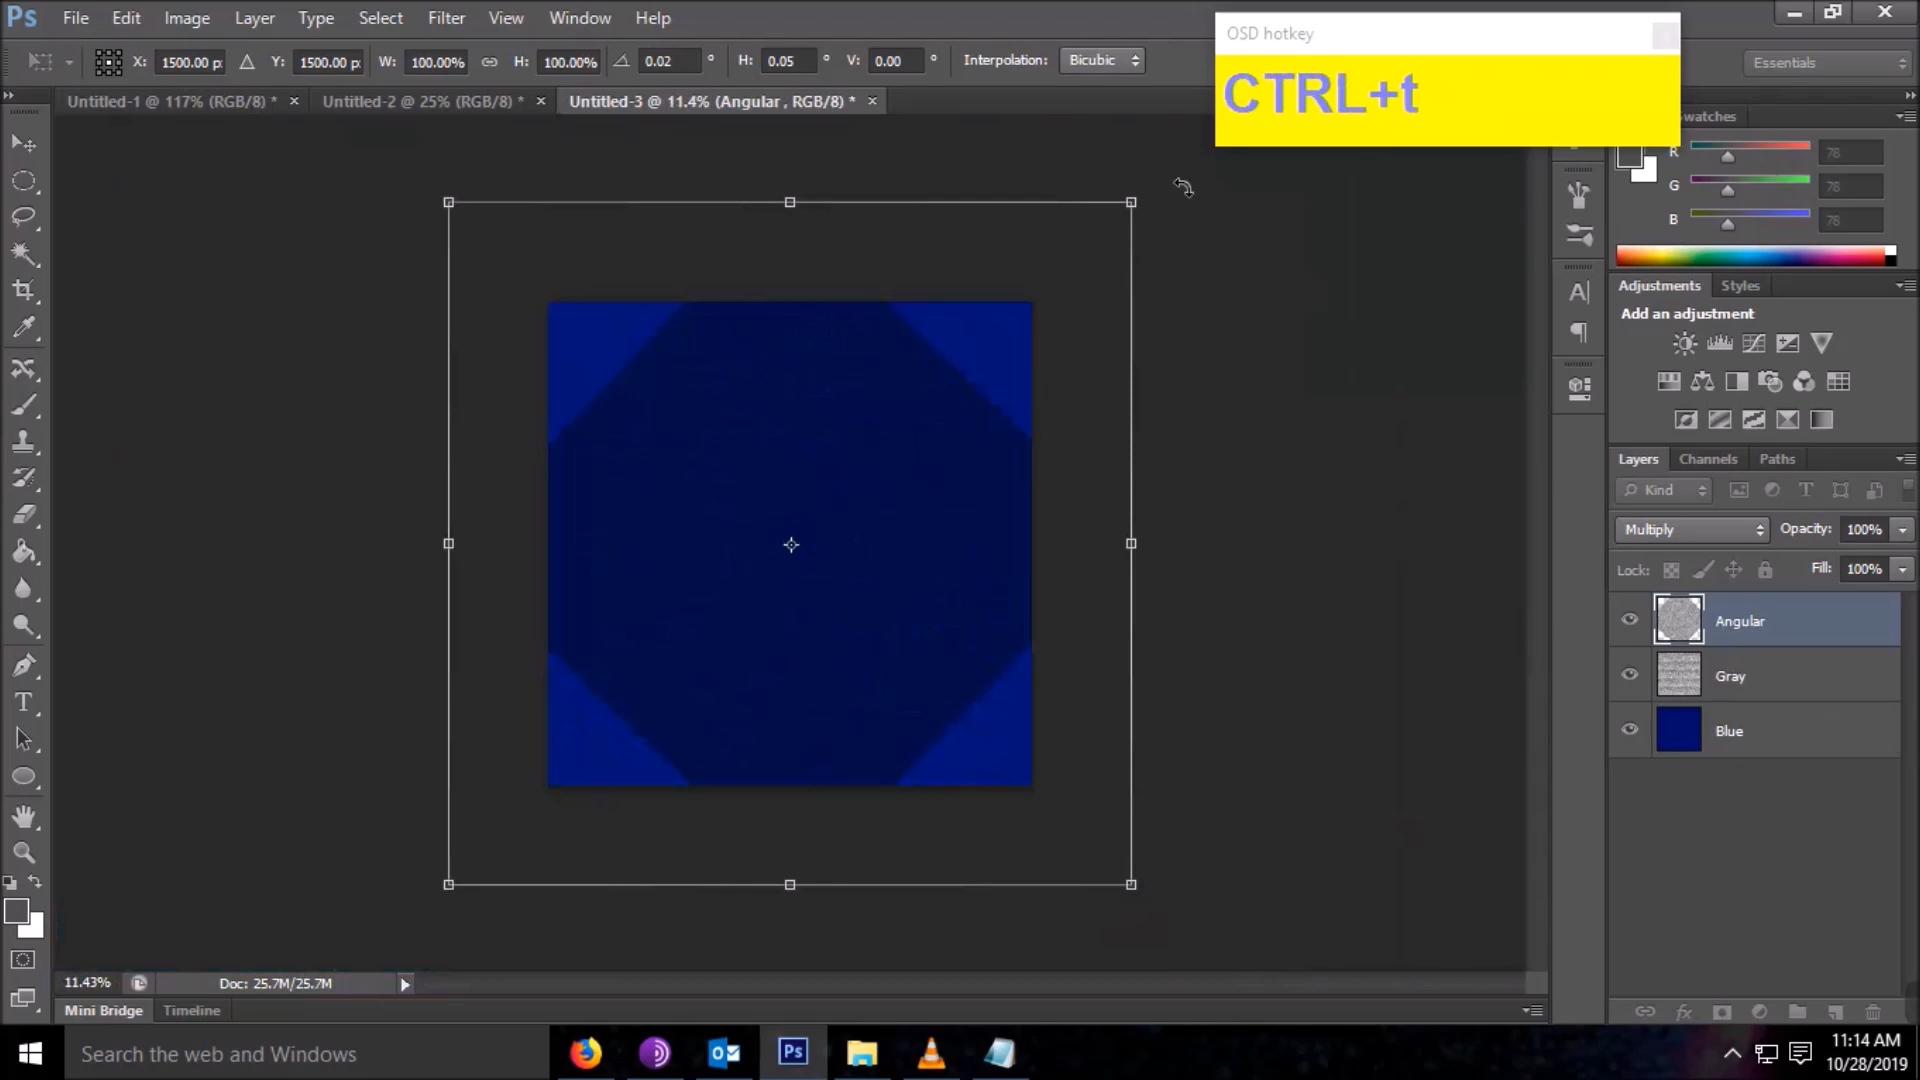 Ps File Edit Image Layer Type Select Filter View Window Help
OSD hotkey
CTRL+t
X: 1500.00 p: Y: 1500.00 p: W: 100.00% H: 100.00% 0.02 ° H: 0.05 ° V: 0.00 ° Interpolation: Bicubic
Essentials
Untitled-1 @ 117% (RGB/8) * × Untitled-2 @ 25% (RGB/8) * × Untitled-3 @ 11.4% (Angular , RGB/8) * ×
Swatches
R 78
G 78
B 78
Adjustments Styles
Add an adjustment
Layers Channels Paths
Kind
Multiply Opacity: 100%
Lock: Fill: 100%
Angular
Gray
Blue
fx
11.43% Doc: 25.7M/25.7M
Mini Bridge Timeline
Search the web and Windows
Ps
11:14 AM
10/28/2019